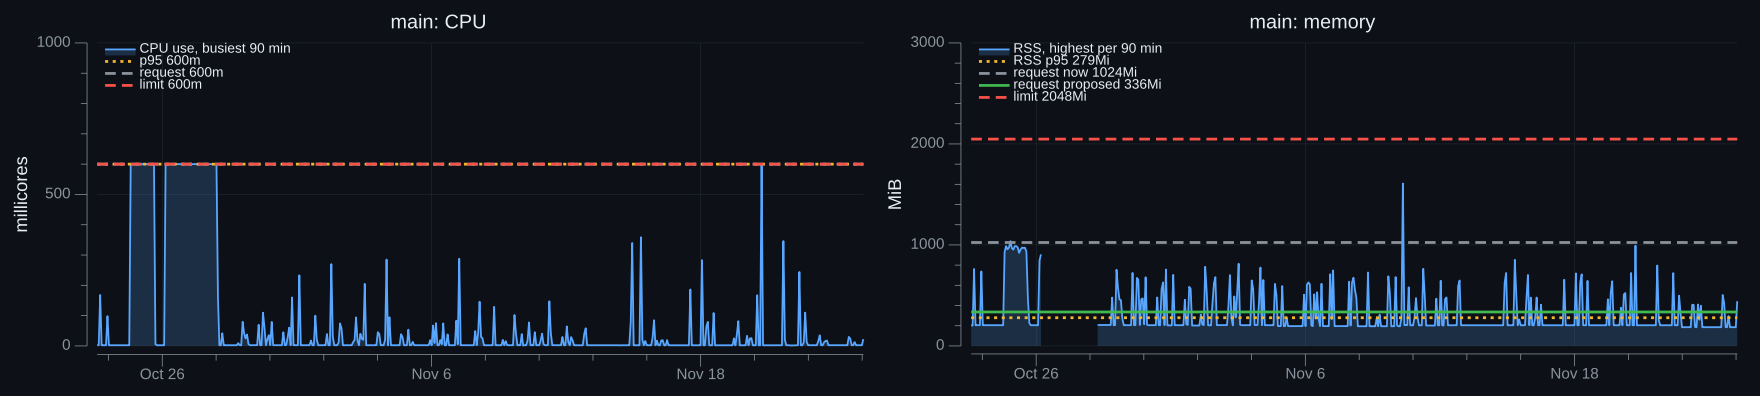 main: CPU
CPU use, busiest 90 min
p95 600m
request 600m
limit 600m
1000
500
0
millicores
Oct 26
Nov 6
Nov 18
main: memory
RSS, highest per 90 min
RSS p95 279Mi
request now 1024Mi
request proposed 336Mi
limit 2048Mi
3000
2000
1000
0
MiB
Oct 26
Nov 6
Nov 18